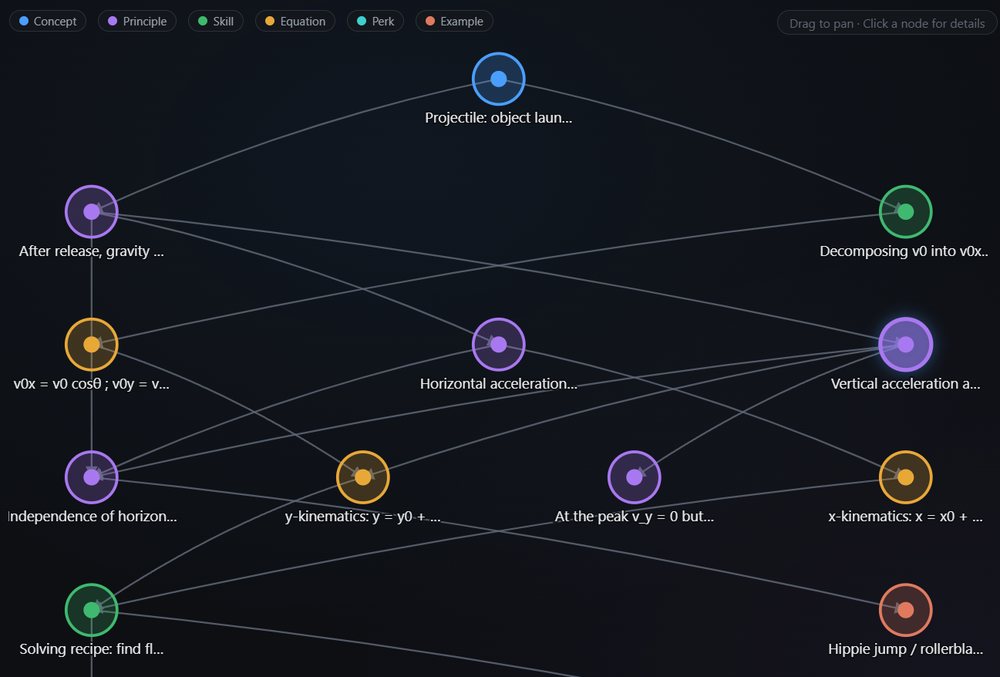 Concept
Principle
Skill
Equation
Perk
Example
Drag to pan · Click a node for details
Projectile: object laun...
After release, gravity ...
Decomposing v0 into v0x..
v0x = v0 cosθ ; v0y = v...
Horizontal acceleration...
Vertical acceleration a...
Independence of horizon...
y-kinematics: y = y0 + ...
At the peak v_y = 0 but...
x-kinematics: x = x0 + ...
Solving recipe: find fl...
Hippie jump / rollerbla...